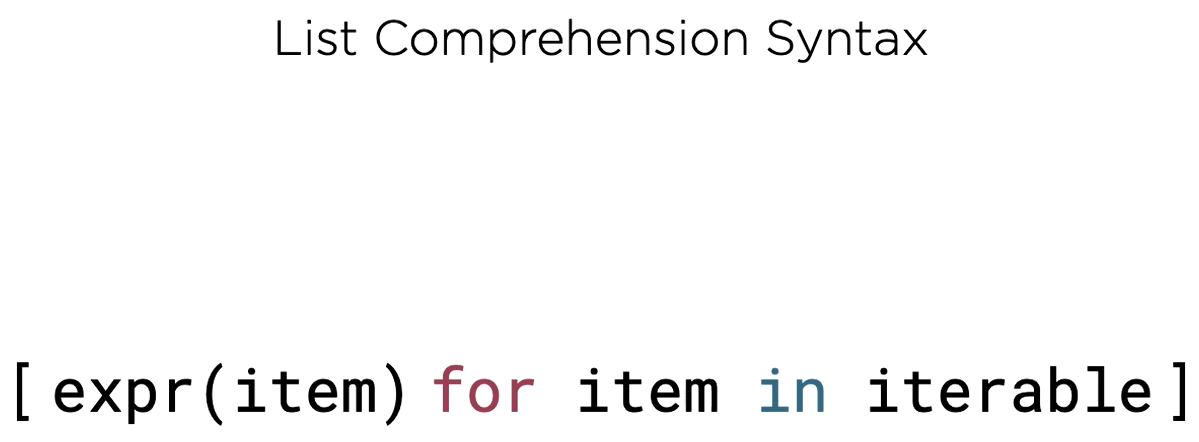 List Comprehension Syntax
[ expr(item) for item in iterable ]